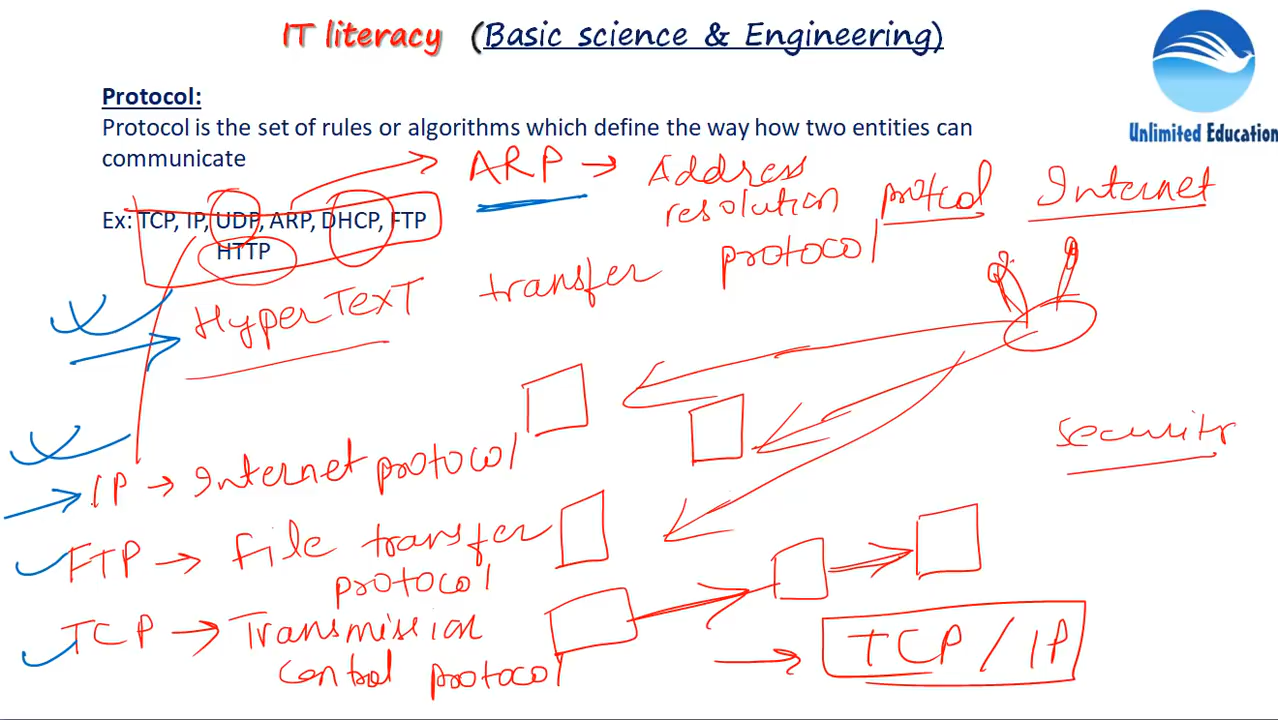 IT literacy (Basic science & Engineering)
Unlimited Education
Protocol:
Protocol is the set of rules or algorithms which define the way how two entities can
communicate
Ex: TCP, IP, UDP, ARP, DHCP, FTP
HTTP
ARP → Address
resolution protcol
protocol
Internet
HyperTexT transfer
IP → Internet protocol
security
FTP → File transfer
protocol
TCP → Transmission
control protocol
→ TCP / IP